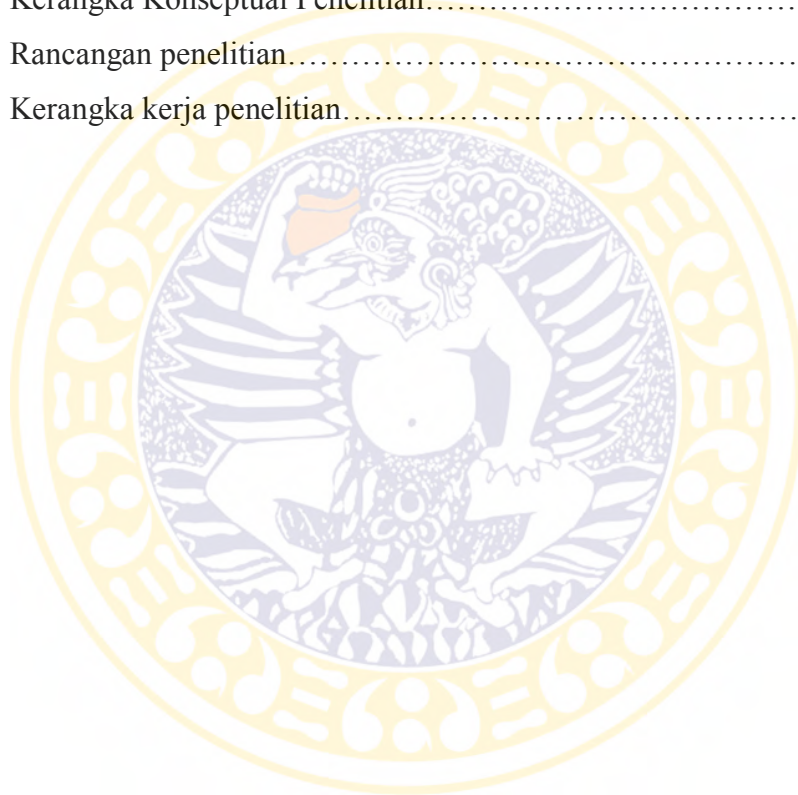 Kerangka Konseptual Penelitian……………………………………
Rancangan penelitian……………………………………………………
Kerangka kerja penelitian………………………………………………